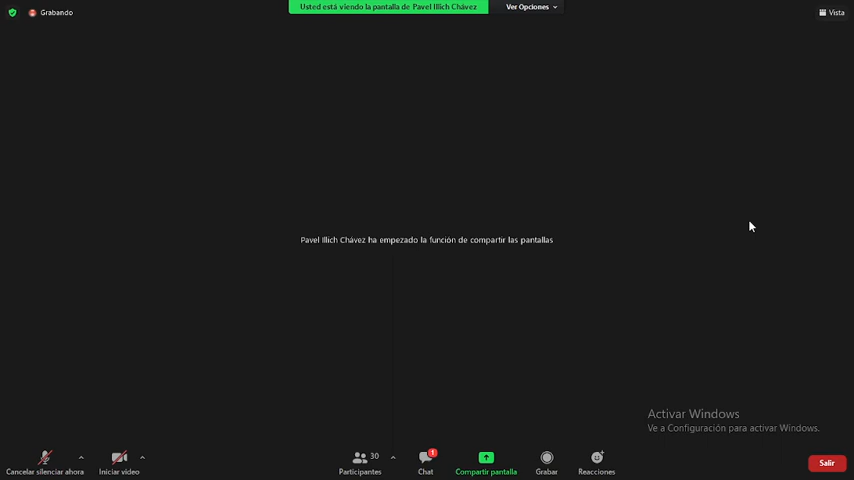 Grabando
Usted está viendo la pantalla de Pavel Illich Chávez
Ver Opciones
Vista
Pavel Illich Chávez ha empezado la función de compartir las pantallas
Activar Windows
Ve a Configuración para activar Windows.
30
1
Cancelar silenciar ahora
Iniciar video
Participantes
Chat
Compartir pantalla
Grabar
Reacciones
Salir